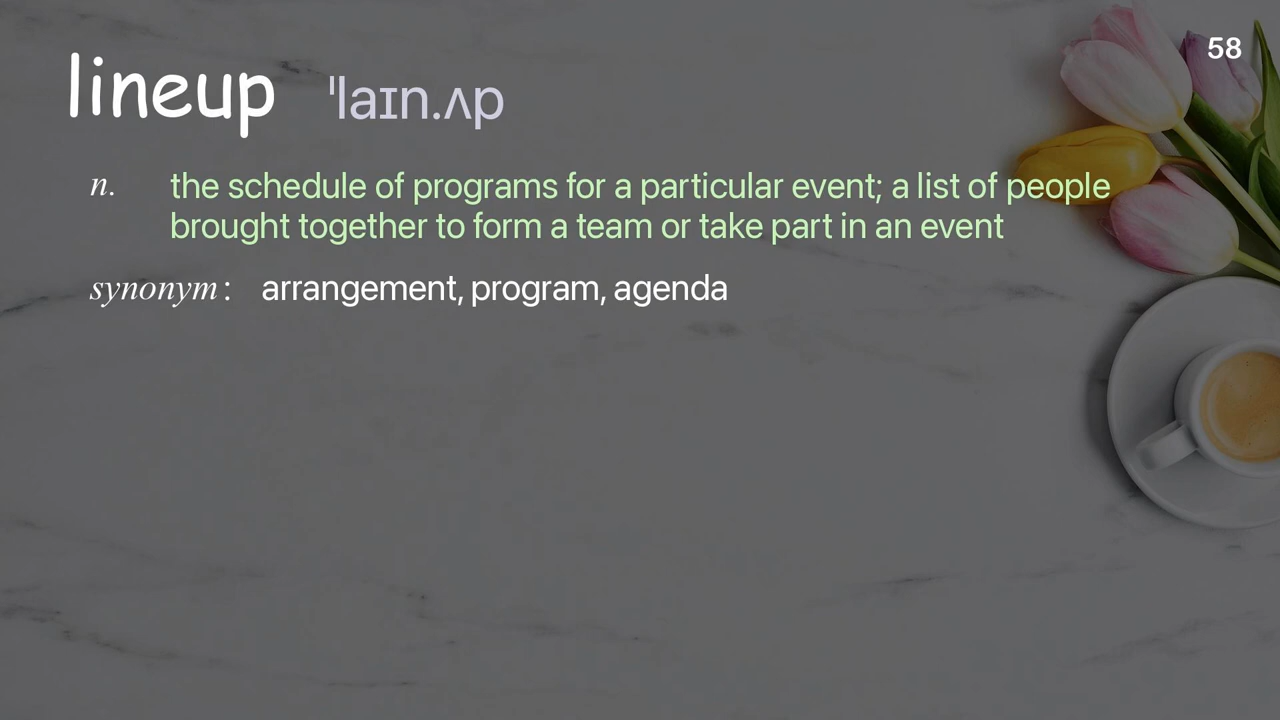 58
lineup ˈlaɪn.ʌp
n. the schedule of programs for a particular event; a list of people
brought together to form a team or take part in an event
synonym: arrangement, program, agenda